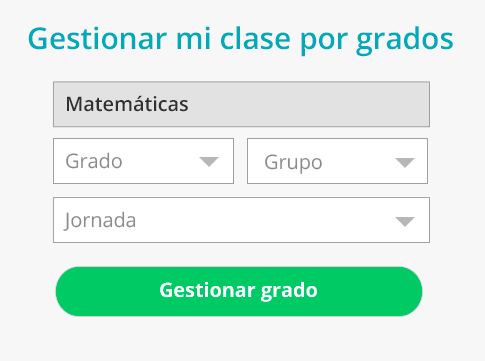 Gestionar mi clase por grados
Matemáticas
Grado Grupo
Jornada
Gestionar grado